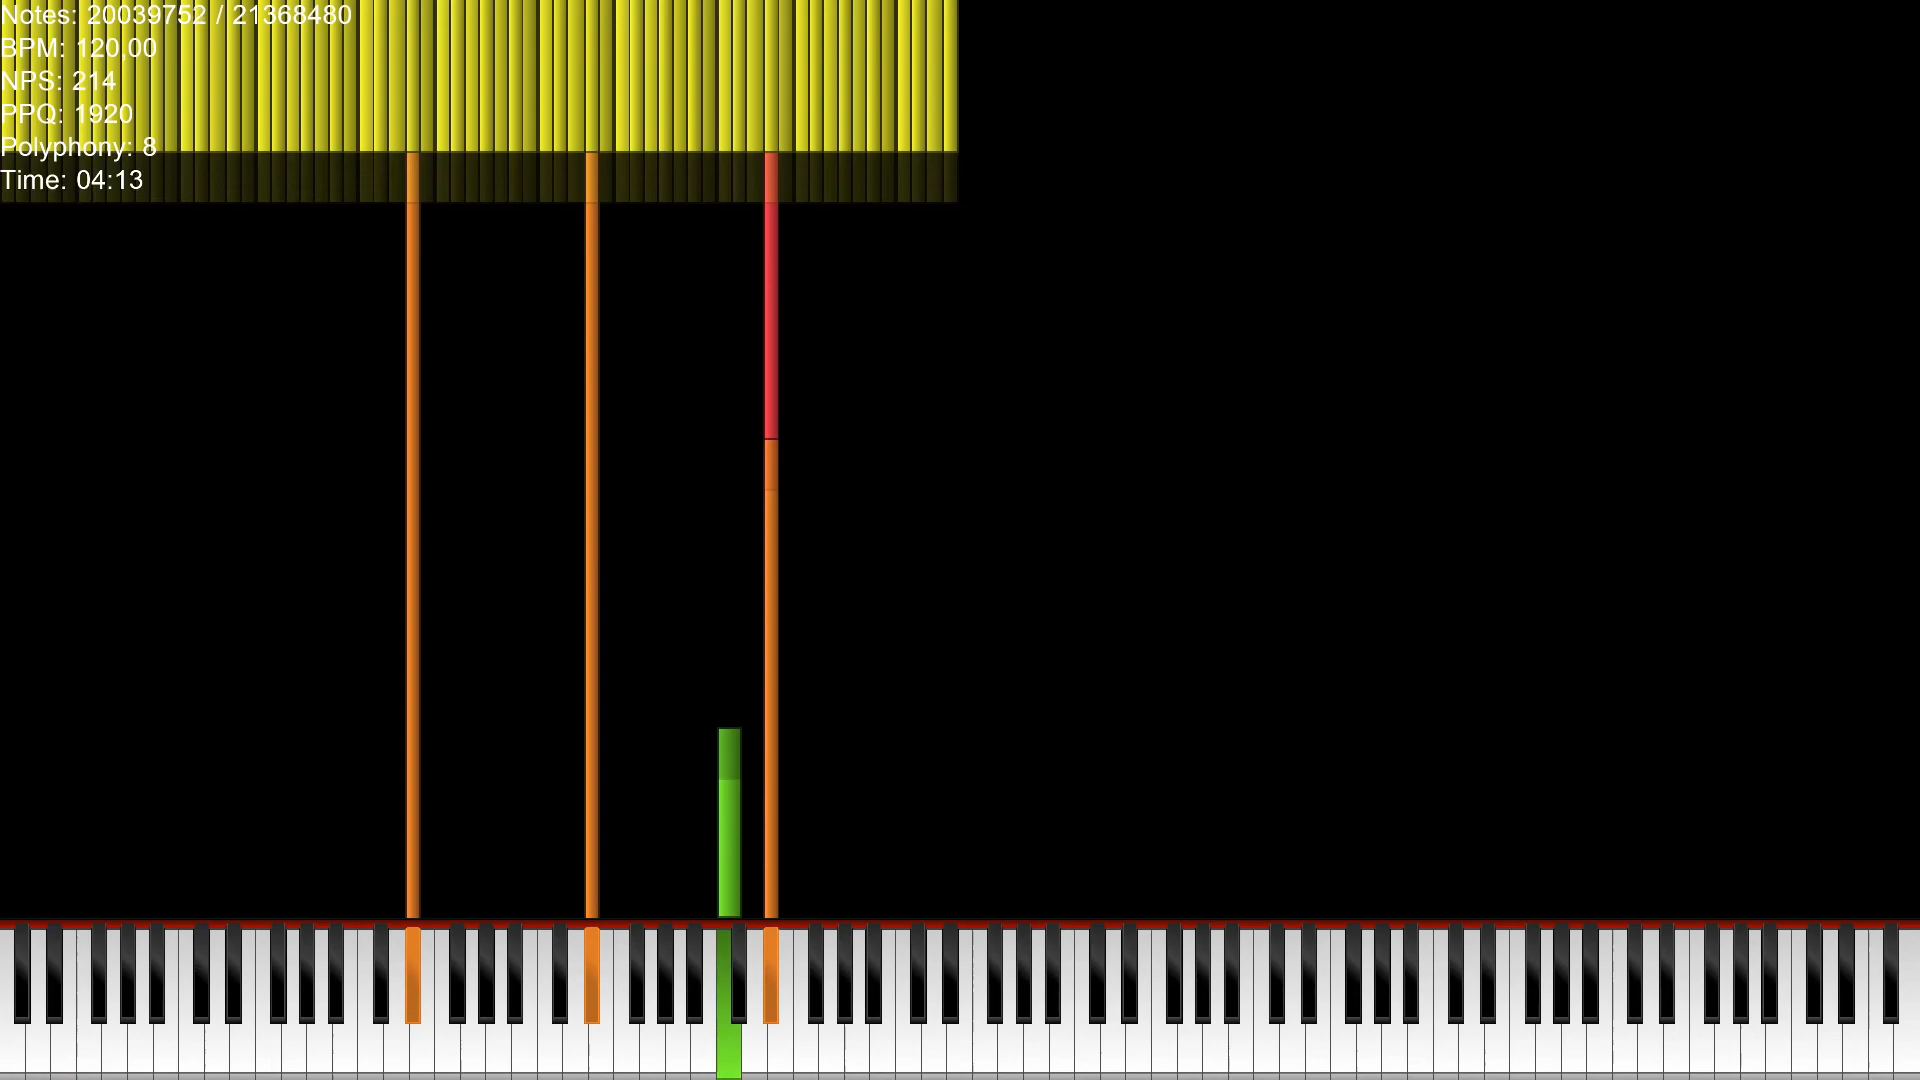 Notes: 20039752 / 21368480
BPM: 120,00
NPS: 214
PPQ: 1920
Polyphony: 8
Time: 04:13